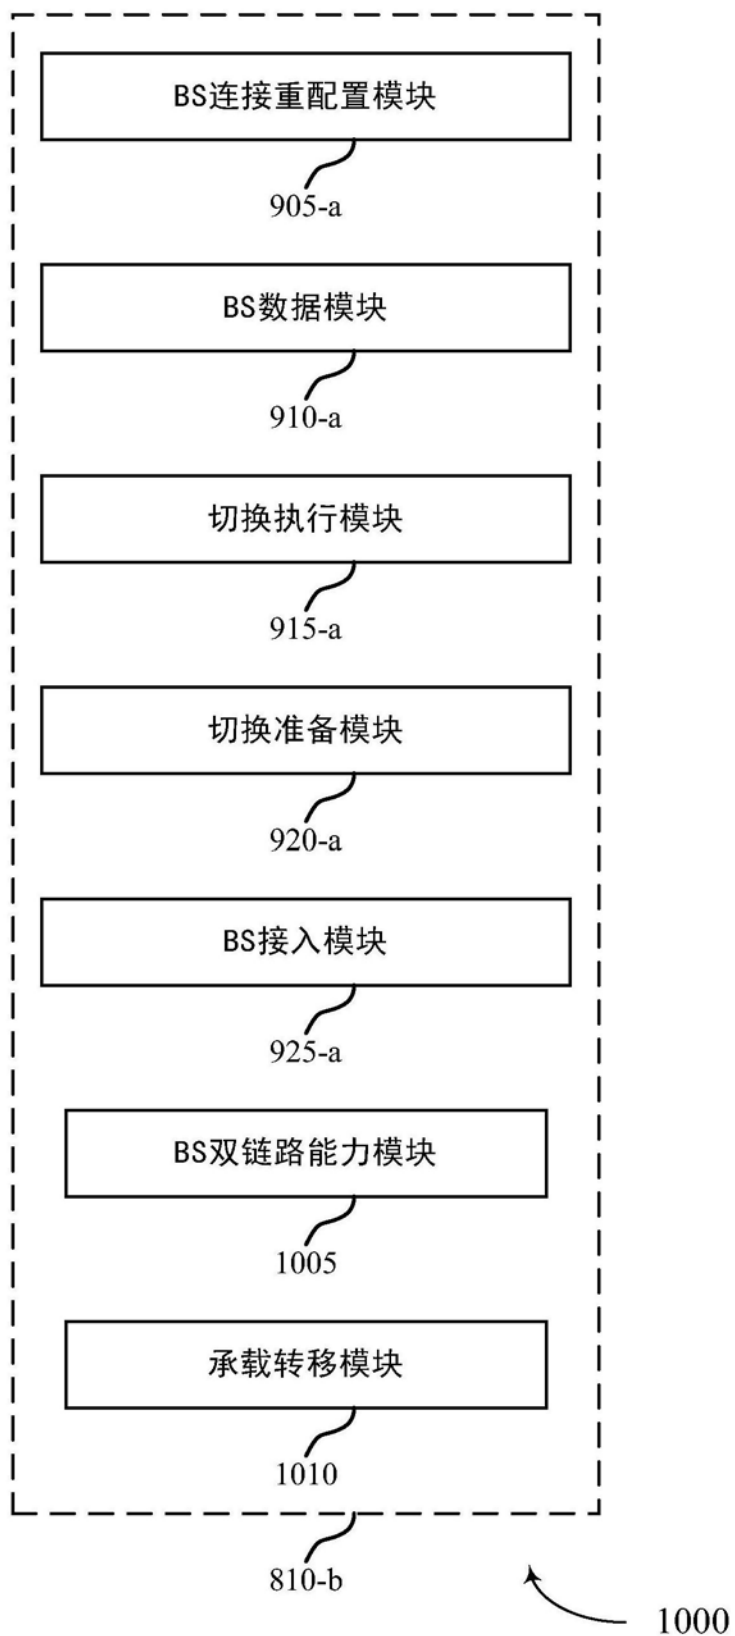 BS连接重配置模块
905-a
BS数据模块
910-a
切换执行模块
915-a
切换准备模块
920-a
BS接入模块
925-a
BS双链路能力模块
1005
承载转移模块
1010
810-b
1000